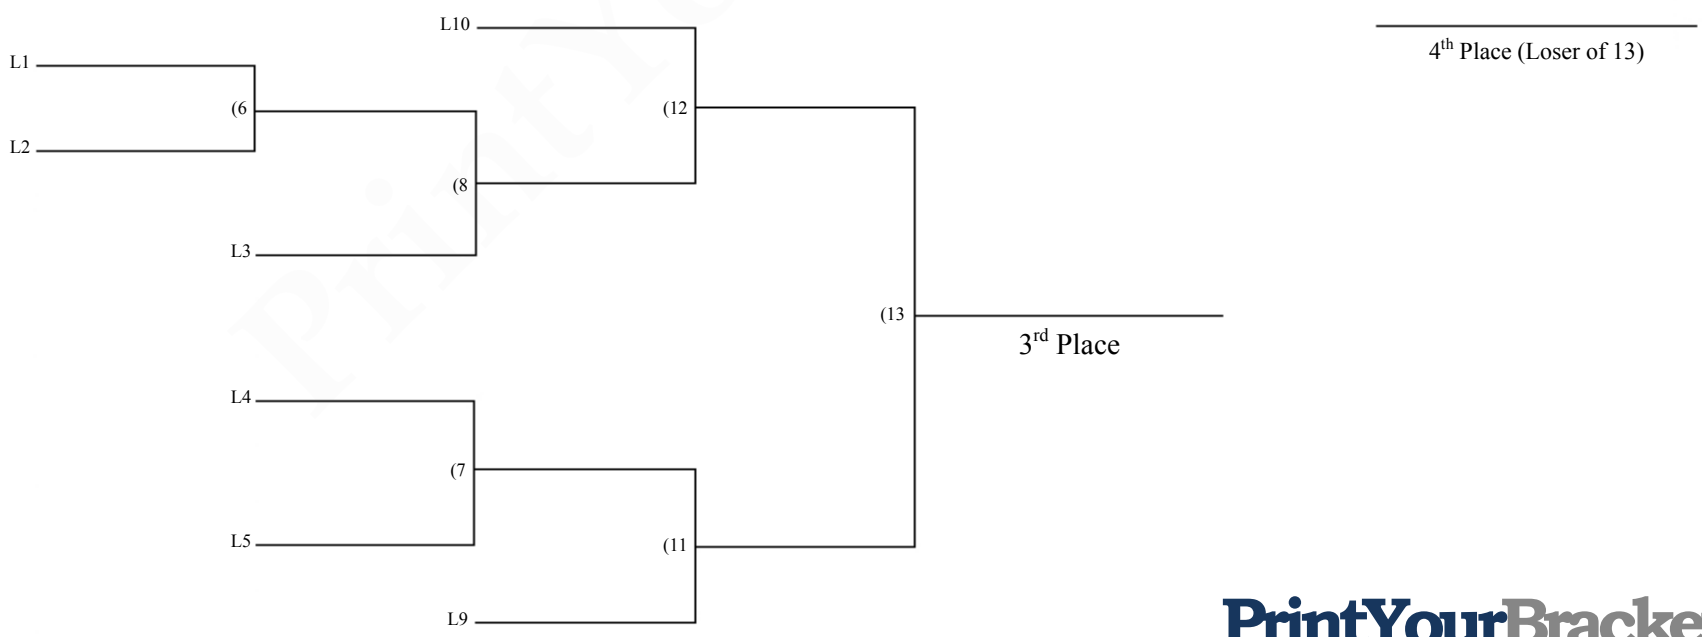 L10
4th Place (Loser of 13)
L1
(6
(12
L2
(8
L3
(13
3rd Place
L4
(7
L5
(11
L9
PrintYourBracke
PrintYo